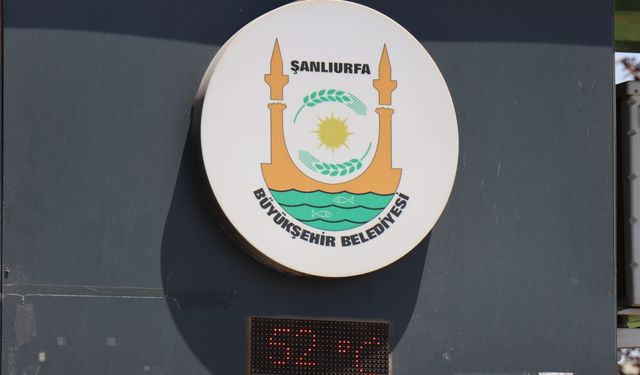 ŞANLIURFA
BÜYÜKŞEHİR BELEDİYESİ
52 °C